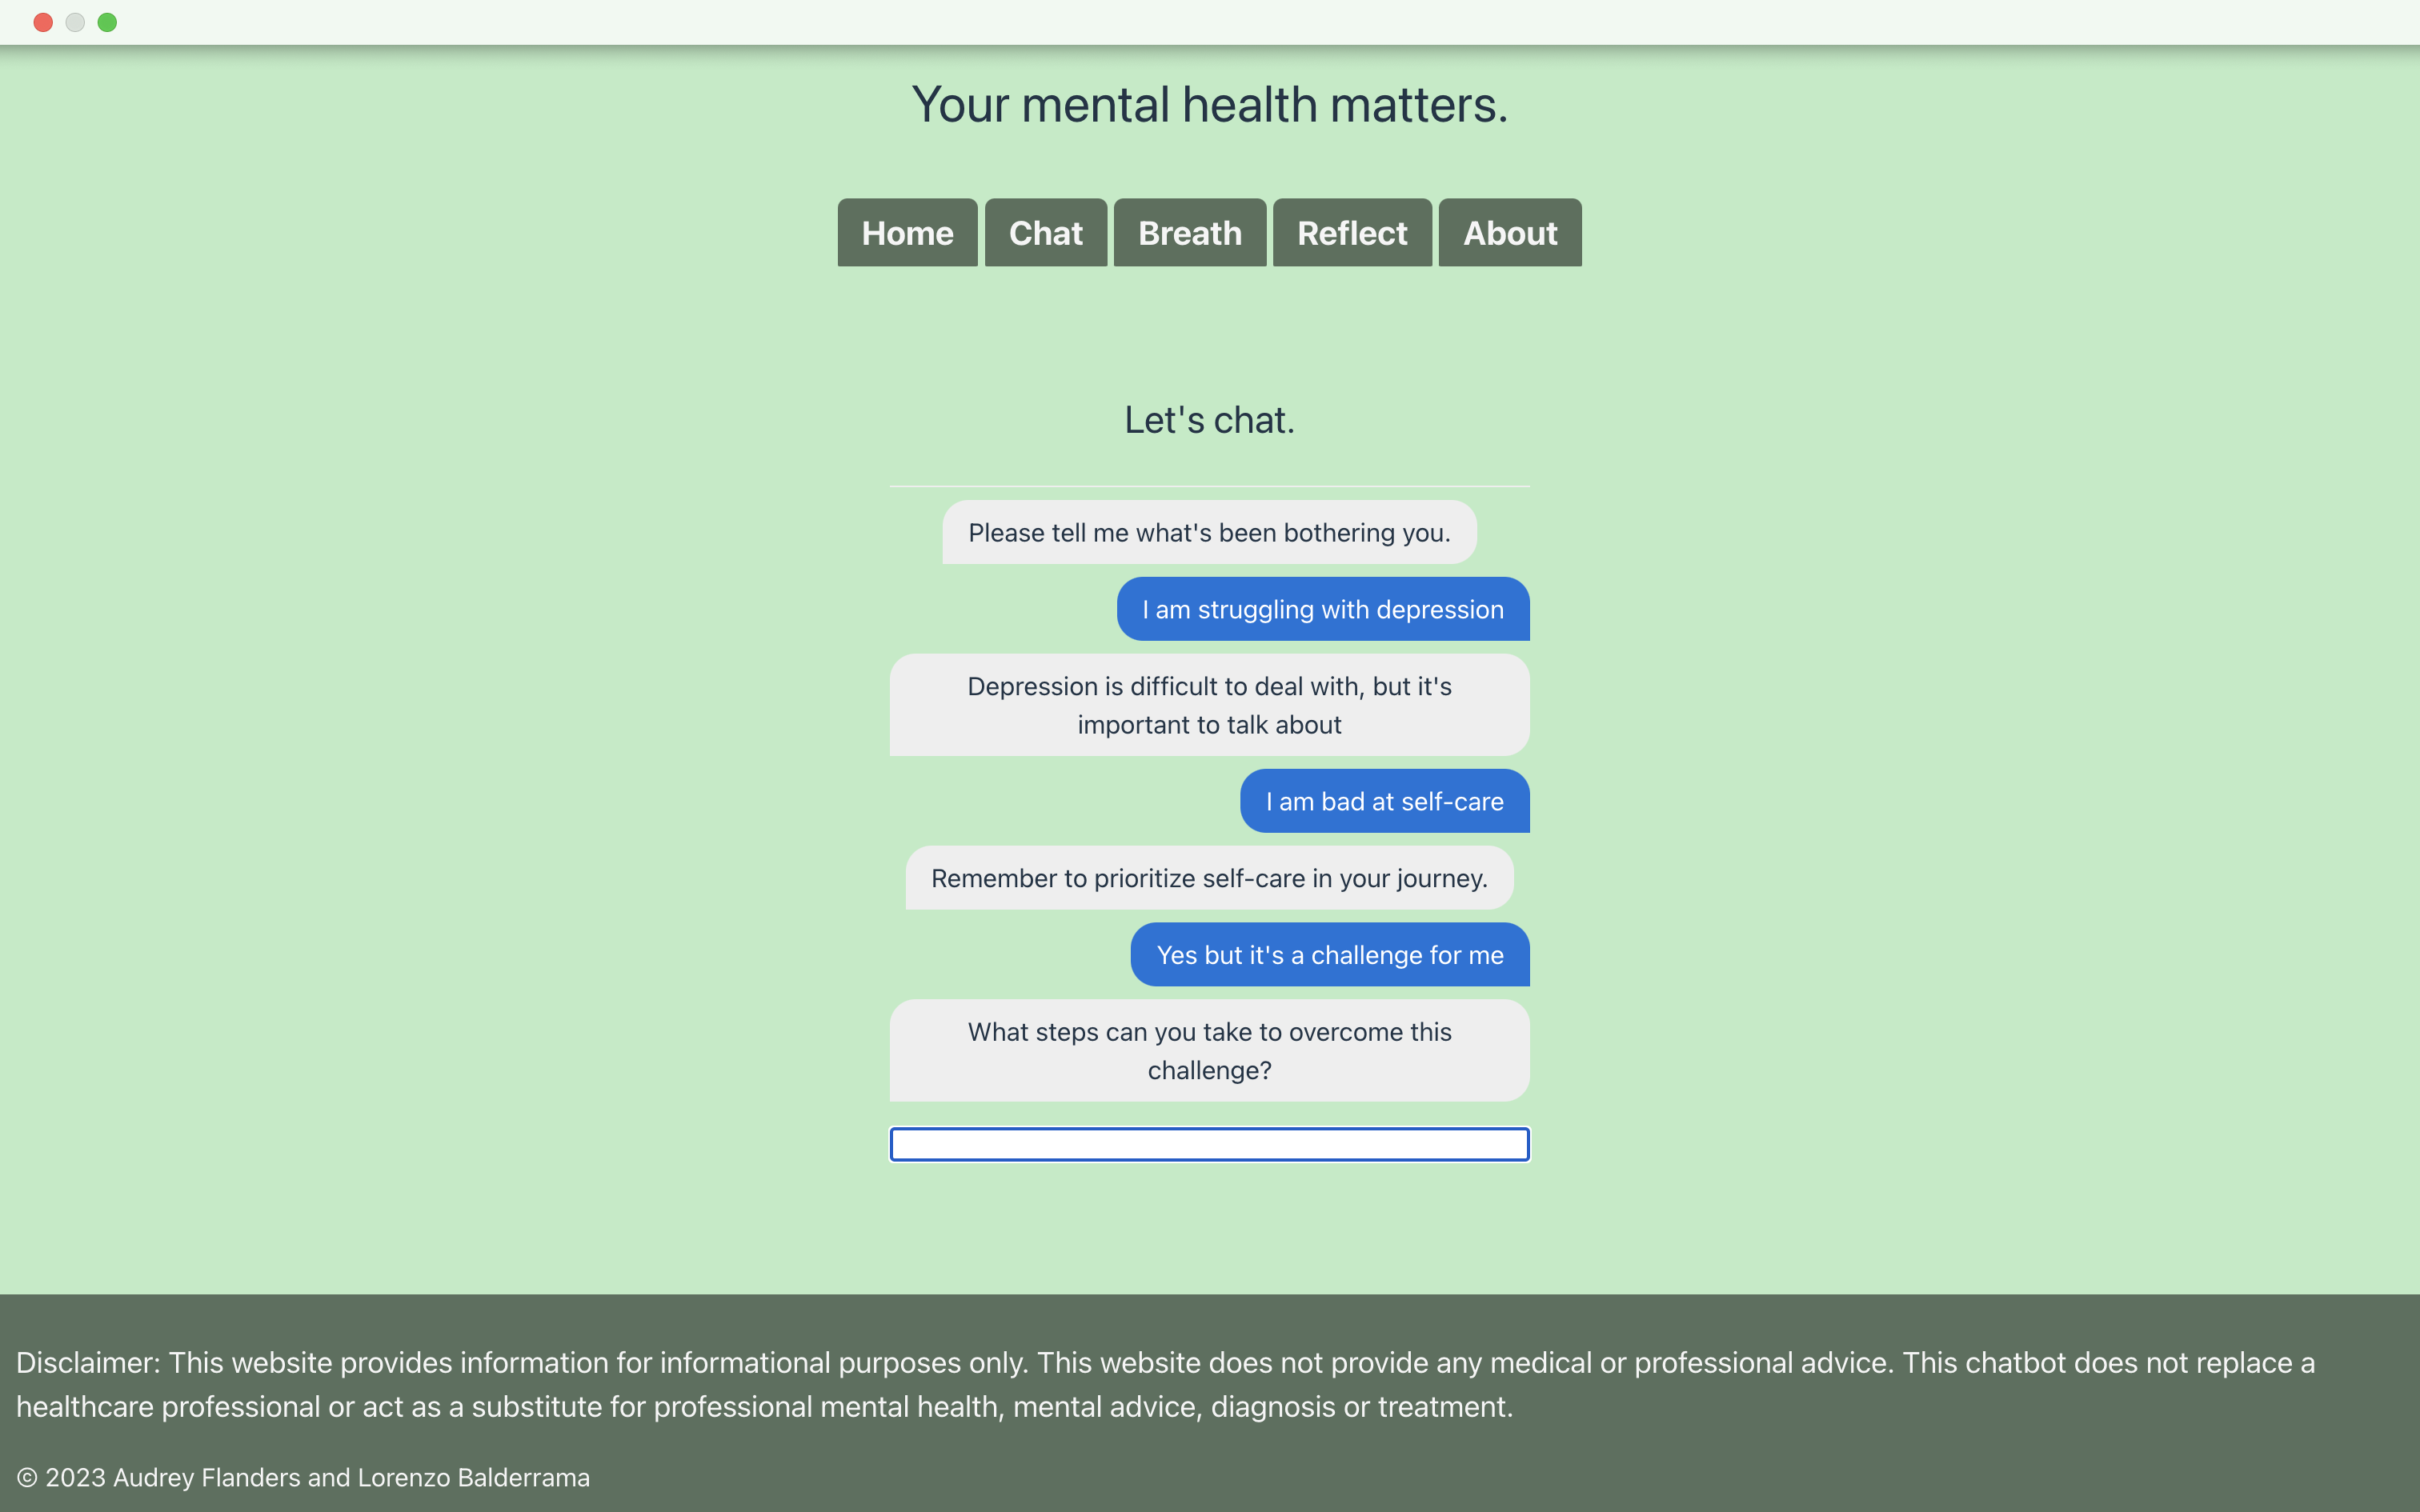 Your mental health matters.
Home Chat Breath Reflect About
Let's chat.
Please tell me what's been bothering you.
I am struggling with depression
Depression is difficult to deal with, but it's
important to talk about
I am bad at self-care
Remember to prioritize self-care in your journey.
Yes but it's a challenge for me
What steps can you take to overcome this
challenge?
Disclaimer: This website provides information for informational purposes only. This website does not provide any medical or professional advice. This chatbot does not replace a
healthcare professional or act as a substitute for professional mental health, mental advice, diagnosis or treatment.
© 2023 Audrey Flanders and Lorenzo Balderrama